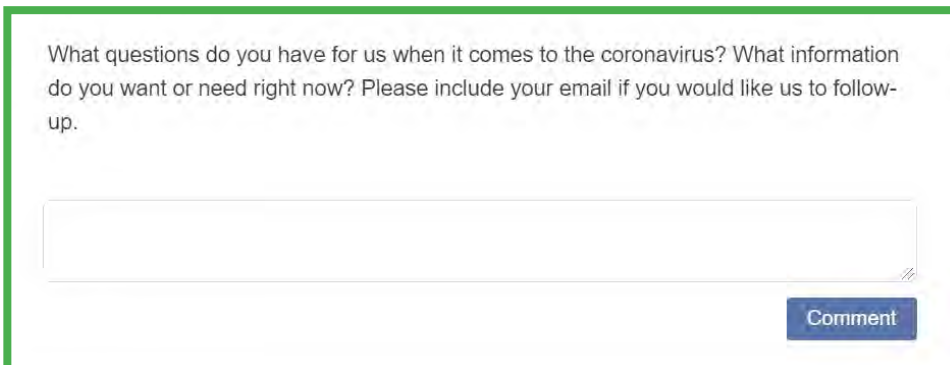 What questions do you have for us when it comes to the coronavirus? What information
do you want or need right now? Please include your email if you would like us to follow-
up.
Comment